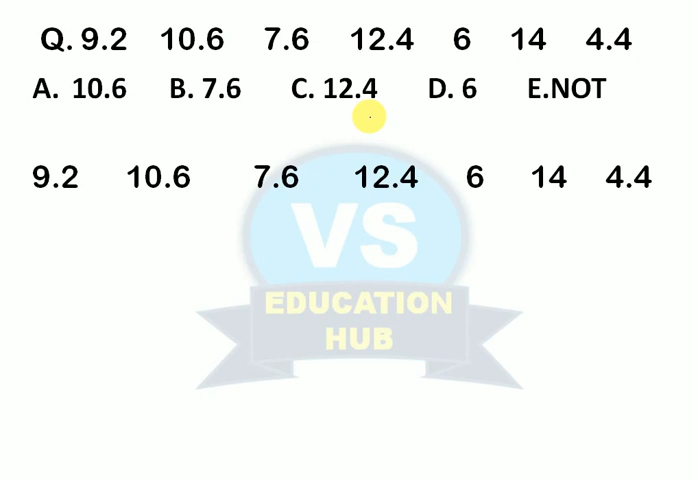 Q. 9.2 10.6 7.6 12.4 6 14 4.4
A. 10.6 B. 7.6 C. 12.4 D. 6 E.NOT
9.2 10.6 7.6 12.4 6 14 4.4
VS
EDUCATION
HUB